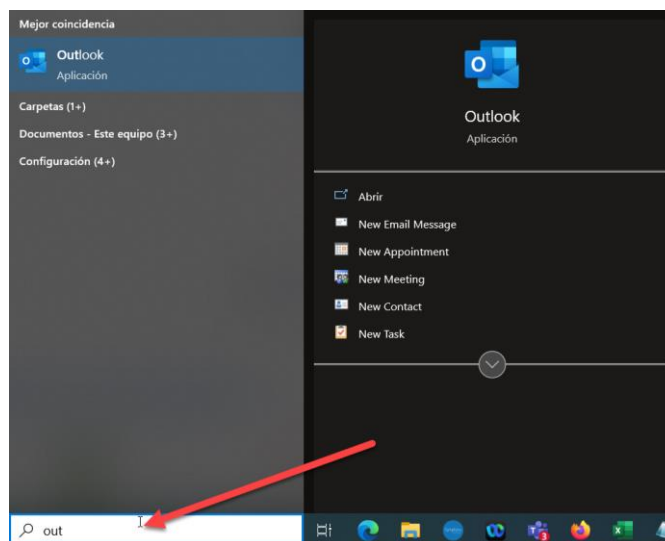 Mejor coincidencia
Outlook
Aplicación
Carpetas (1+)
Documentos - Este equipo (3+)
Configuración (4+)
Outlook
Aplicación
Abrir
New Email Message
New Appointment
New Meeting
New Contact
New Task
out